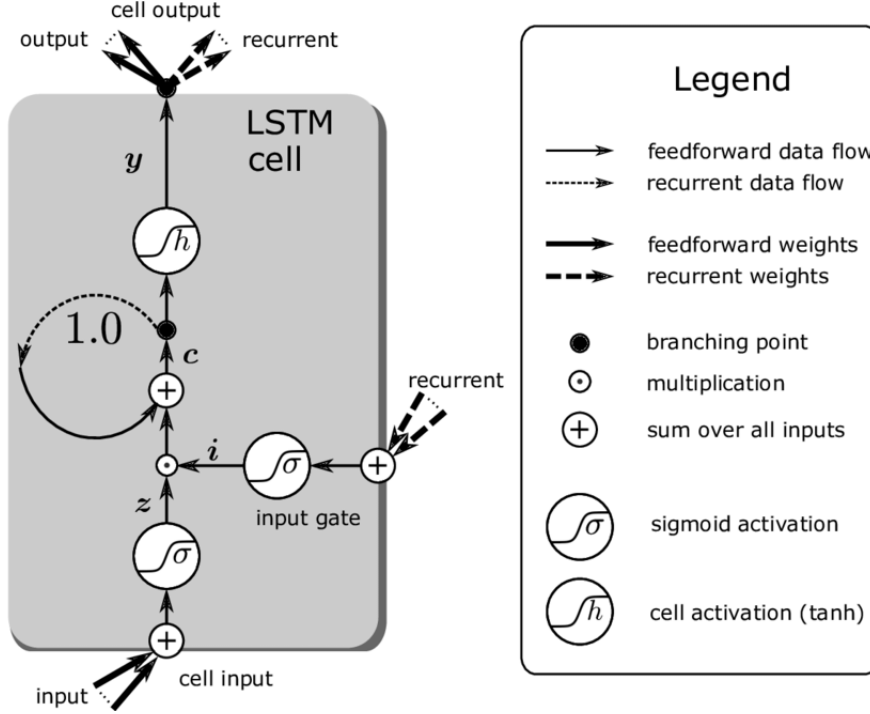 cell output
output
recurrent
LSTM
cell
y
h
1.0
c
recurrent
i
σ
input gate
z
σ
cell input
input
Legend
feedforward data flow
recurrent data flow
feedforward weights
recurrent weights
branching point
multiplication
sum over all inputs
σ
sigmoid activation
h
cell activation (tanh)